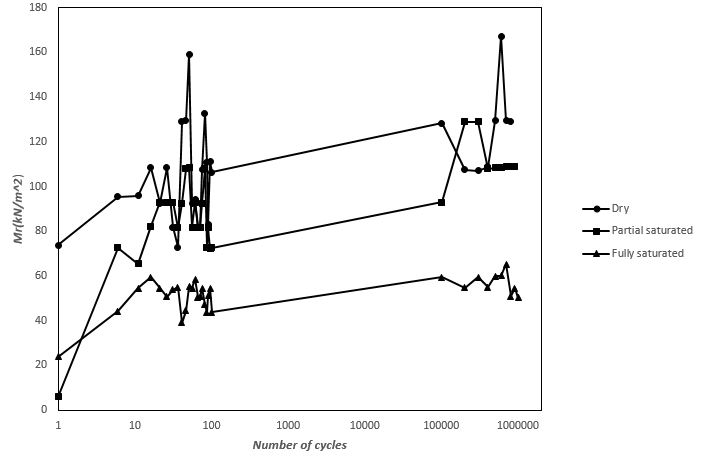 180
160
140
120
100
80
60
40
20
0
Mr(kN/m^2)
1 10 100 1000 10000 100000 1000000
Number of cycles
Dry
Partial saturated
Fully saturated